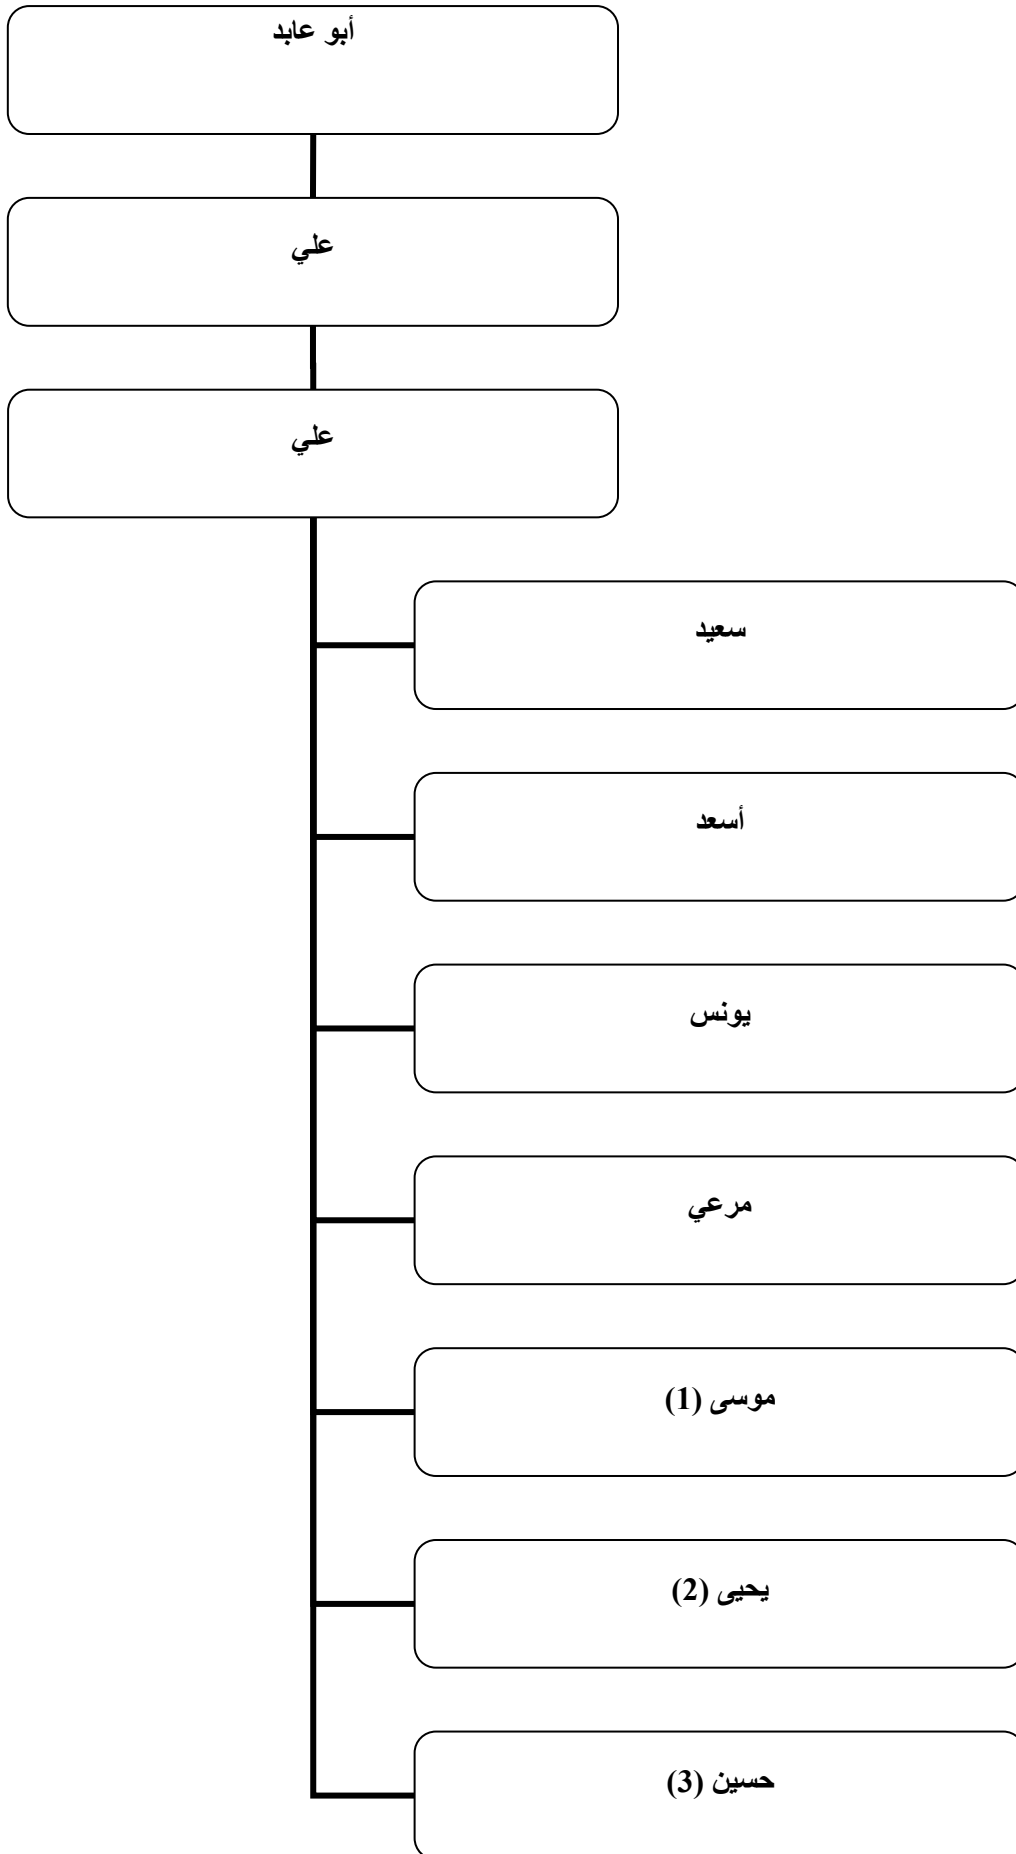 أبو عابد
علي
علي
سعيد
أسعد
يونس
مرعي
موسى (1)
يحيى (2)
حسين (3)